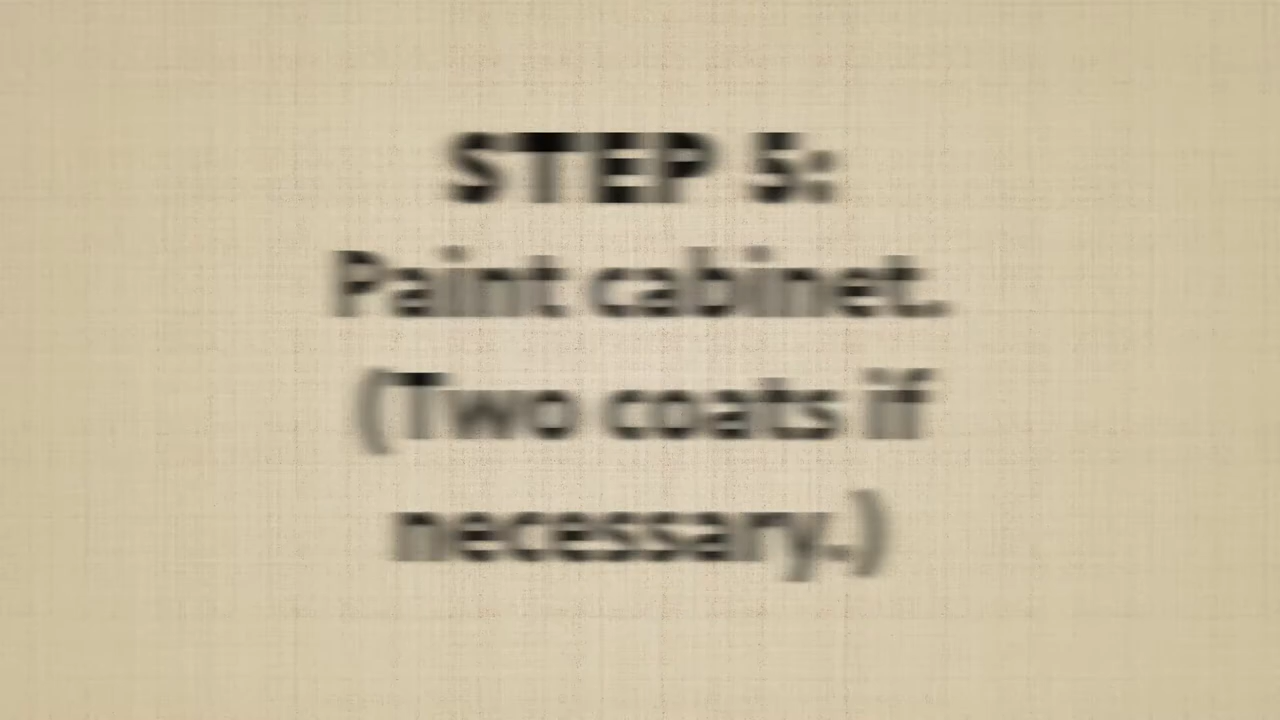 STEP 5:
Paint cabinet.
(Two coats if
necessary.)